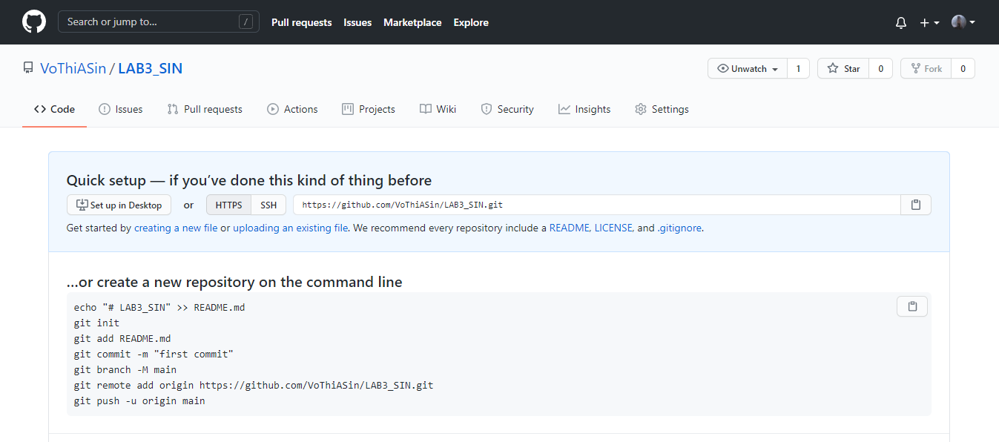 Search or jump to... /
Pull requests Issues Marketplace Explore
VoThiASin / LAB3_SIN
Unwatch 1 Star 0 Fork 0
Code Issues Pull requests Actions Projects Wiki Security Insights Settings
Quick setup — if you’ve done this kind of thing before
Set up in Desktop or HTTPS SSH https://github.com/VoThiASin/LAB3_SIN.git
Get started by creating a new file or uploading an existing file. We recommend every repository include a README, LICENSE, and .gitignore.
…or create a new repository on the command line
echo "# LAB3_SIN" >> README.md
git init
git add README.md
git commit -m "first commit"
git branch -M main
git remote add origin https://github.com/VoThiASin/LAB3_SIN.git
git push -u origin main